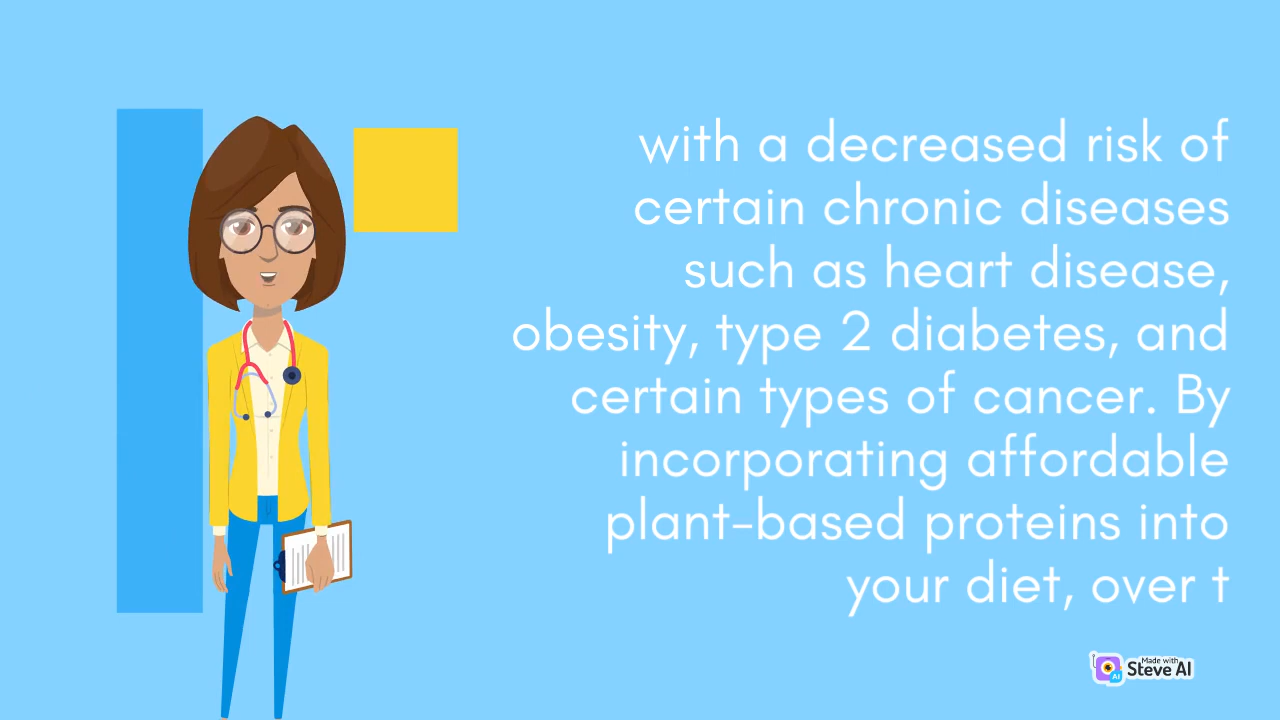 with a decreased risk of
certain chronic diseases
such as heart disease,
obesity, type 2 diabetes, and
certain types of cancer. By
incorporating affordable
plant-based proteins into
your diet, over t
Made with
Steve AI
AI